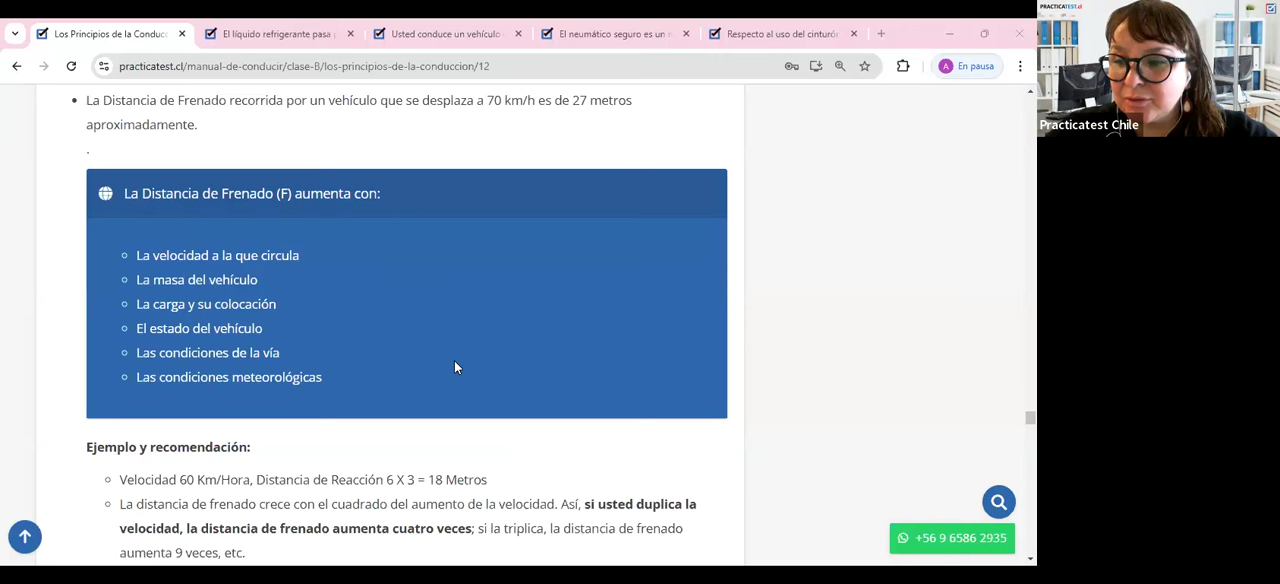 Los Principios de la Conducc
El líquido refrigerante pasa
Usted conduce un vehículo
El neumático seguro es un
Respecto al uso del cinturón
practicatest.cl/manual-de-conducir/clase-B/los-principios-de-la-conduccion/12
A En pausa
PRACTICATEST.cl
Practicatest Chile
• La Distancia de Frenado recorrida por un vehículo que se desplaza a 70 km/h es de 27 metros
aproximadamente.
.
La Distancia de Frenado (F) aumenta con:
La velocidad a la que circula
La masa del vehículo
La carga y su colocación
El estado del vehículo
Las condiciones de la vía
Las condiciones meteorológicas
Ejemplo y recomendación:
Velocidad 60 Km/Hora, Distancia de Reacción 6 X 3 = 18 Metros
La distancia de frenado crece con el cuadrado del aumento de la velocidad. Así, si usted duplica la
velocidad, la distancia de frenado aumenta cuatro veces; si la triplica, la distancia de frenado
aumenta 9 veces, etc.
+56 9 6586 2935